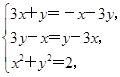 3x+y=-x-3y,
3y-x=y-3x,
x²+y²=2,